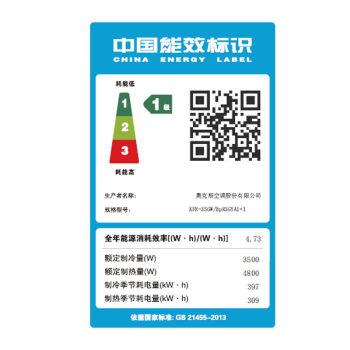 中国能效标识
CHINA ENERGY LABEL
耗能低
1
1级
2
3
耗能高
生产者名称: 奥克斯空调股份有限公司
规格型号:
全年能源消耗效率[(W·h)/(W·h)] 4.73
额定制冷量(W) 3500
额定制热量(W) 4800
制冷季节耗电量(kW·h) 397
制热季节耗电量(kW·h) 309
依据国家标准: GB 21455-2013